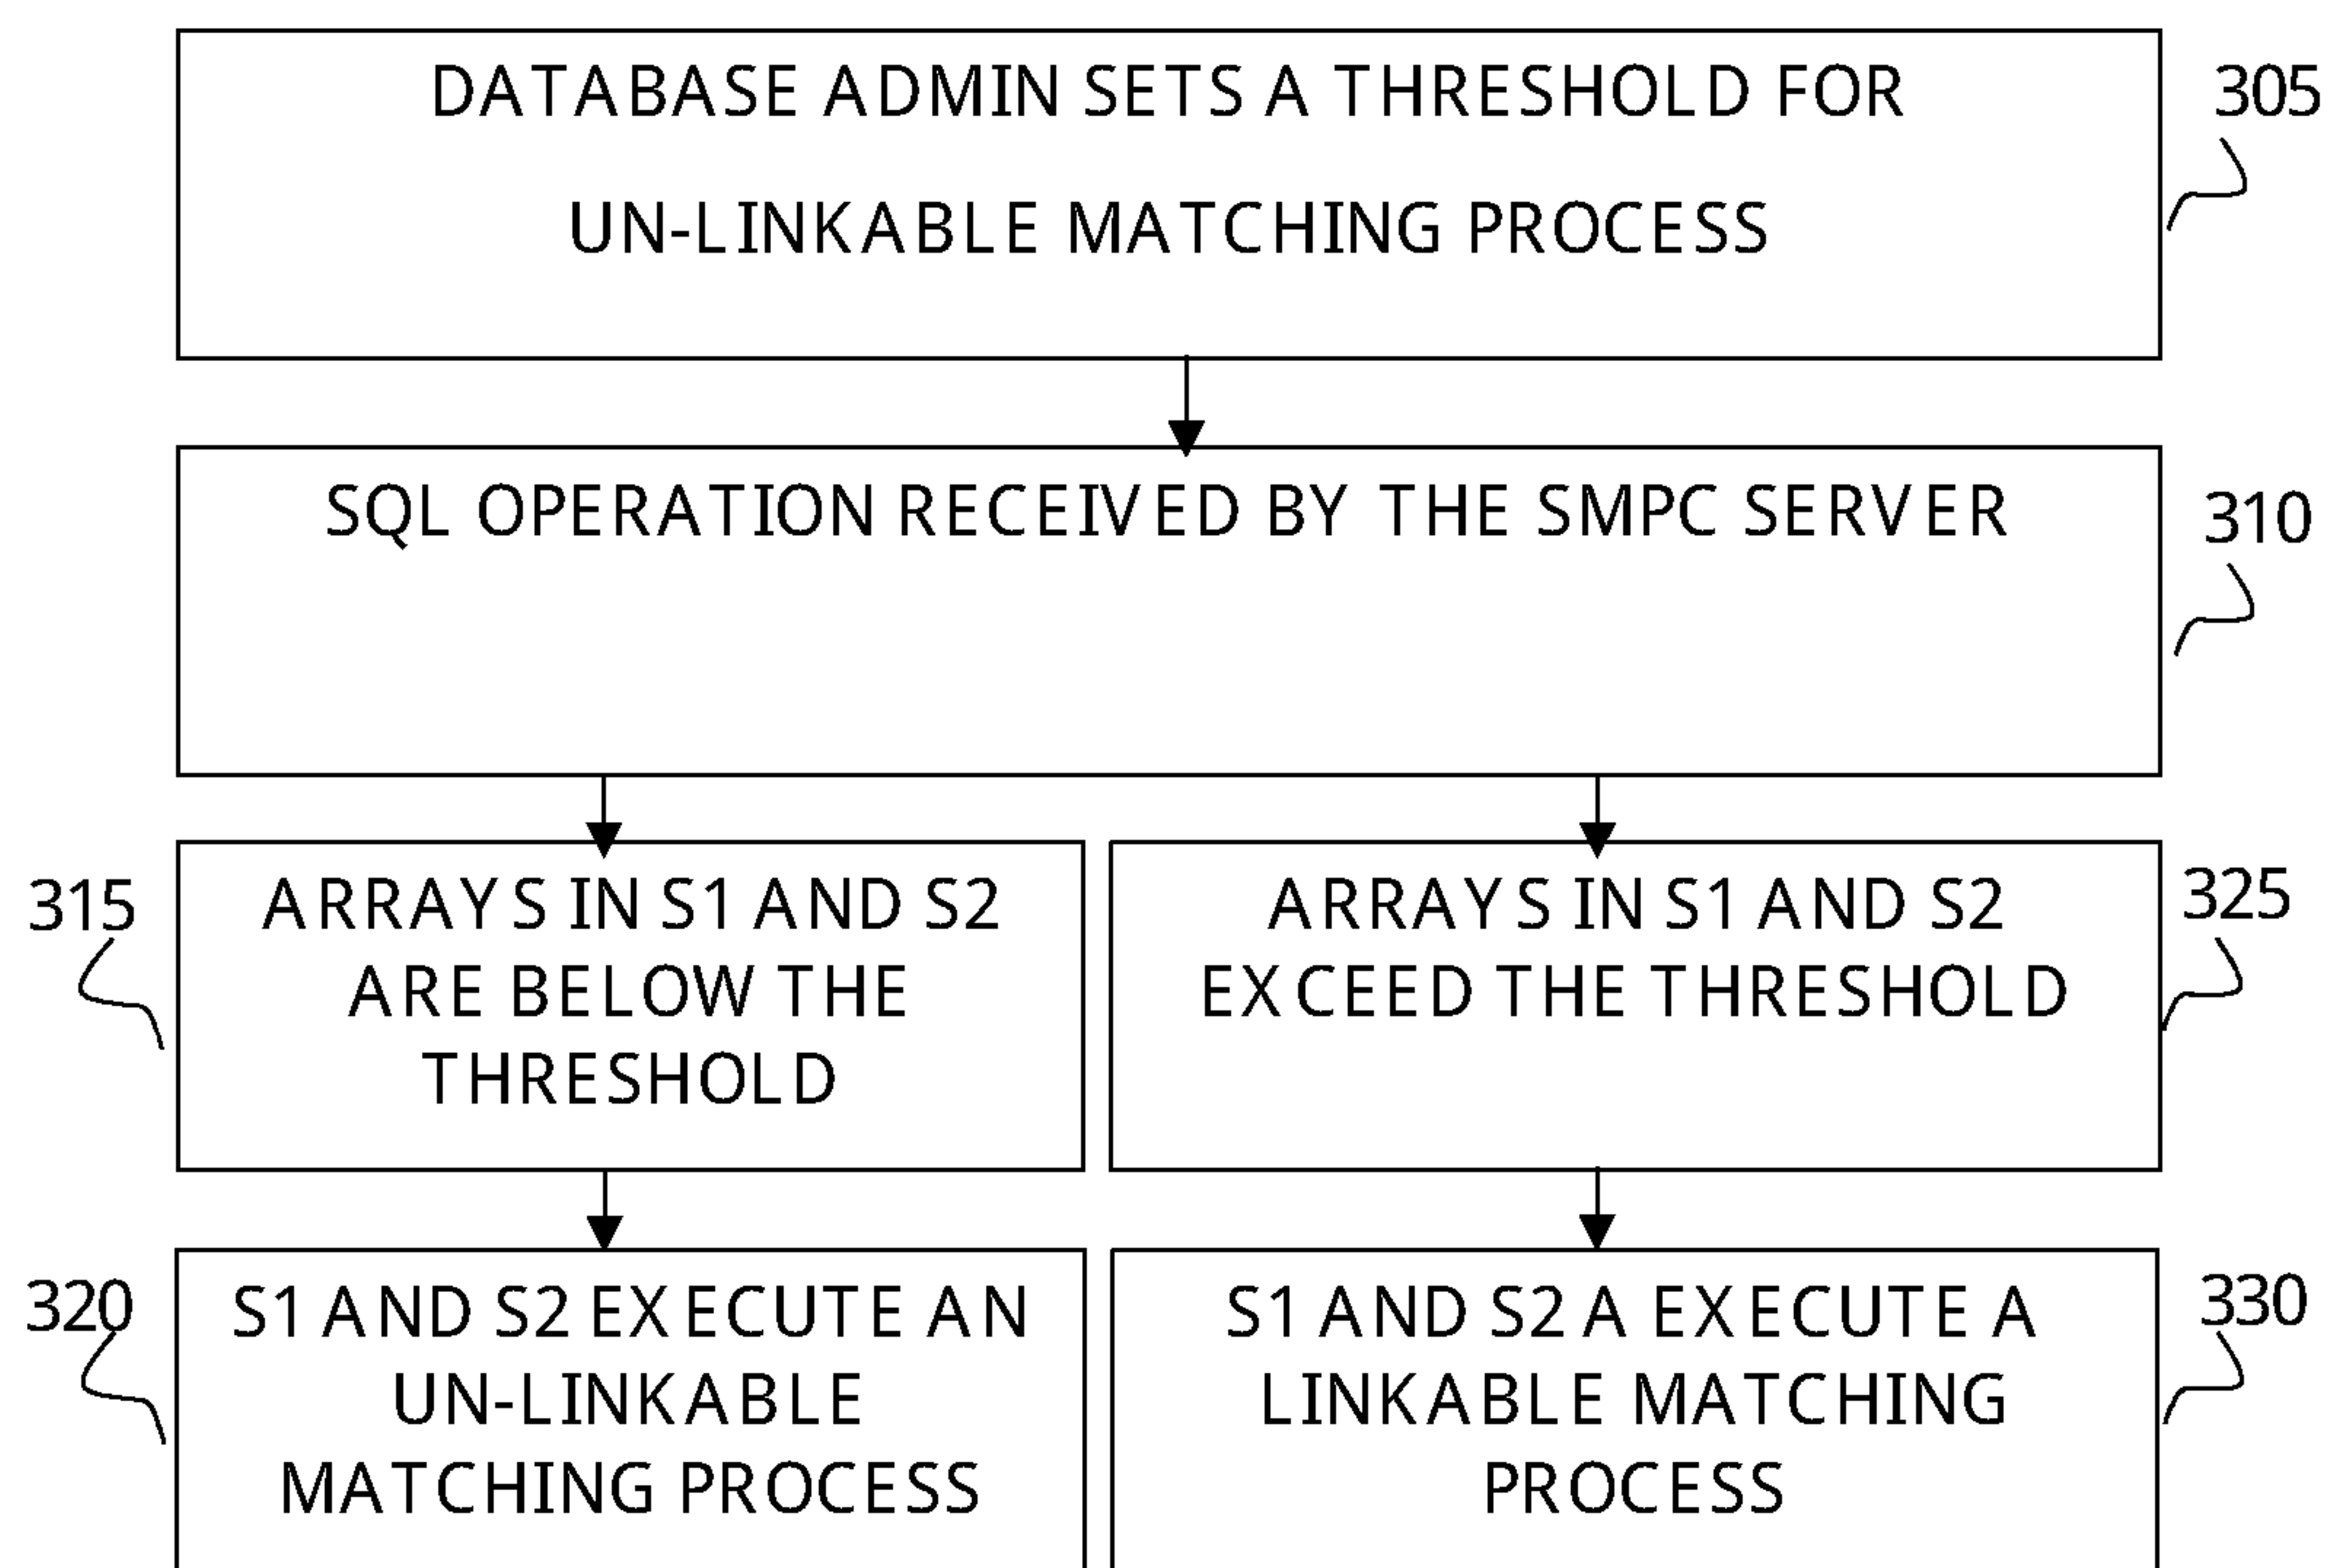 DATABASE ADMIN SETS A THRESHOLD FOR
UN-LINKABLE MATCHING PROCESS
305
SQL OPERATION RECEIVED BY THE SMPC SERVER
310
315
ARRAYS IN S1 AND S2
ARE BELOW THE
THRESHOLD
ARRAYS IN S1 AND S2
EXCEED THE THRESHOLD
325
320
S1 AND S2 EXECUTE AN
UN-LINKABLE
MATCHING PROCESS
S1 AND S2 A EXECUTE A
LINKABLE MATCHING
PROCESS
330